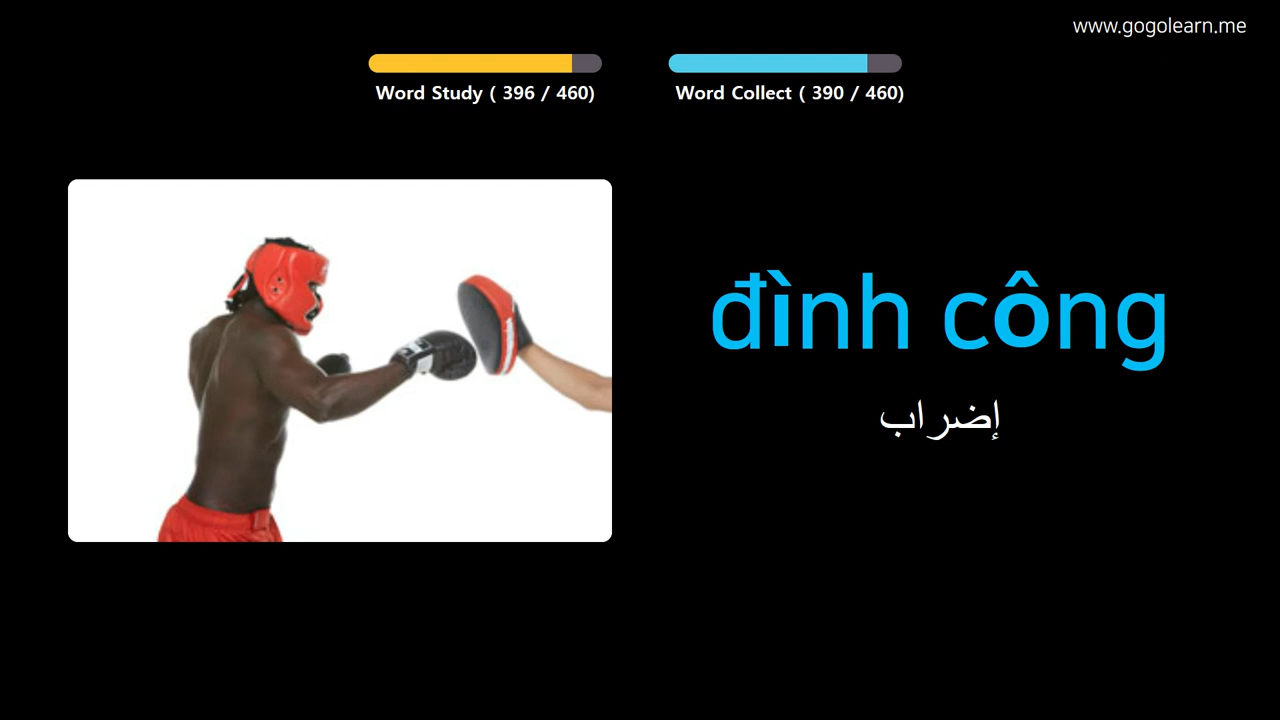 www.gogolearn.me
Word Study ( 396 / 460)
Word Collect ( 390 / 460)
đình công
إضراب